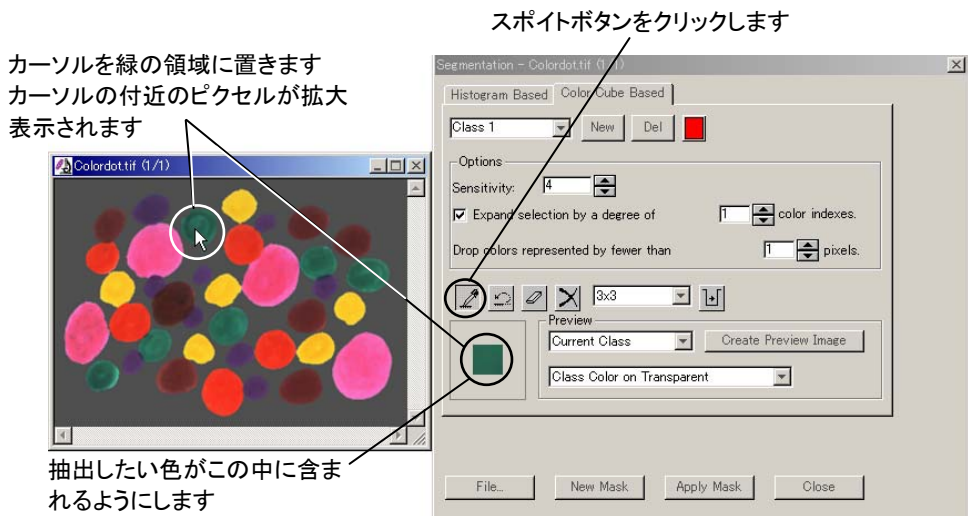 スポイトボタンをクリックします
カーソルを緑の領域に置きます
カーソルの付近のピクセルが拡大
表示されます
Colordot.tif (1/1)
抽出したい色がこの中に含ま
れるようにします
Segmentation - Colordot.tif (1/1)
Histogram Based Color Cube Based
Class 1 New Del
Options
Sensitivity: 4
Expand selection by a degree of 1 color indexes.
Drop colors represented by fewer than 1 pixels.
3x3
Preview
Current Class Create Preview Image
Class Color on Transparent
File... New Mask Apply Mask Close